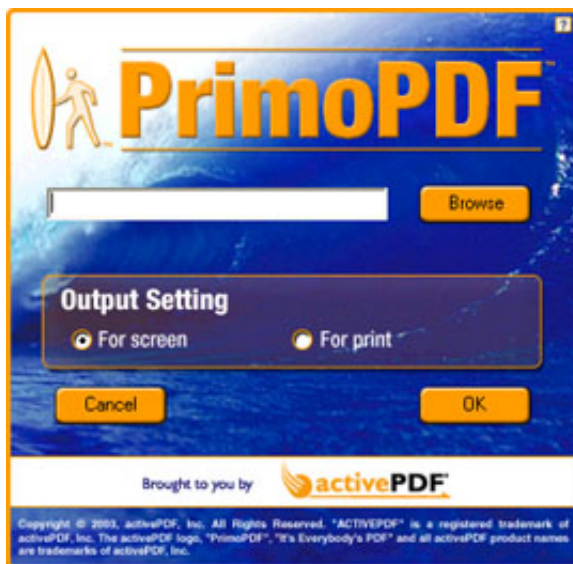 ?
PrimoPDF™
Browse
Output Setting
For screen
For print
Cancel
OK
Brought to you by activePDF®
Copyright © 2003, activePDF, Inc. All Rights Reserved. "ACTIVEPDF" is a registered trademark of
activePDF, Inc. The activePDF logo, "PrimoPDF", "It's Everybody's PDF" and all activePDF product names
are trademarks of activePDF, Inc.